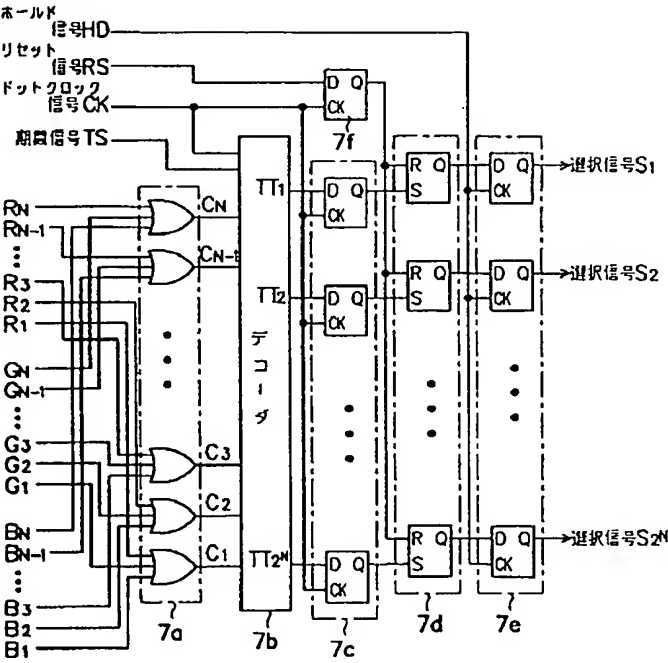 ホールド
信号HD
リセット
信号RS
ドットクロック
信号CK
期間信号TS
D Q
CK
7f
RN
RN-1
R3
R2
R1
GN
GN-1
G3
G2
G1
BN
BN-1
B3
B2
B1
CN
CN-1
C3
C2
C1
7a
TT1
TT2
TT2N
デコーダ
7b
D Q
CK
D Q
CK
D Q
CK
7c
R Q
S
R Q
S
R Q
S
7d
D Q
CK
D Q
CK
D Q
CK
7e
選択信号S1
選択信号S2
選択信号S2N